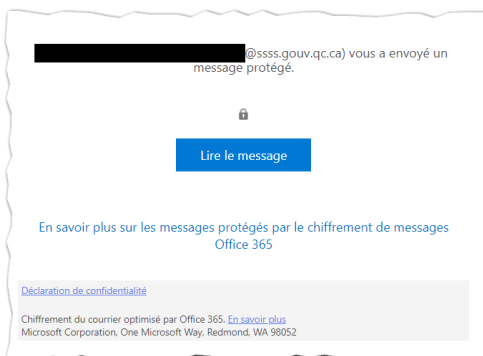 @ssss.gouv.qc.ca) vous a envoyé un
message protégé.
Lire le message
En savoir plus sur les messages protégés par le chiffrement de messages
Office 365
Déclaration de confidentialité
Chiffrement du courrier optimisé par Office 365. En savoir plus
Microsoft Corporation, One Microsoft Way, Redmond, WA 98052